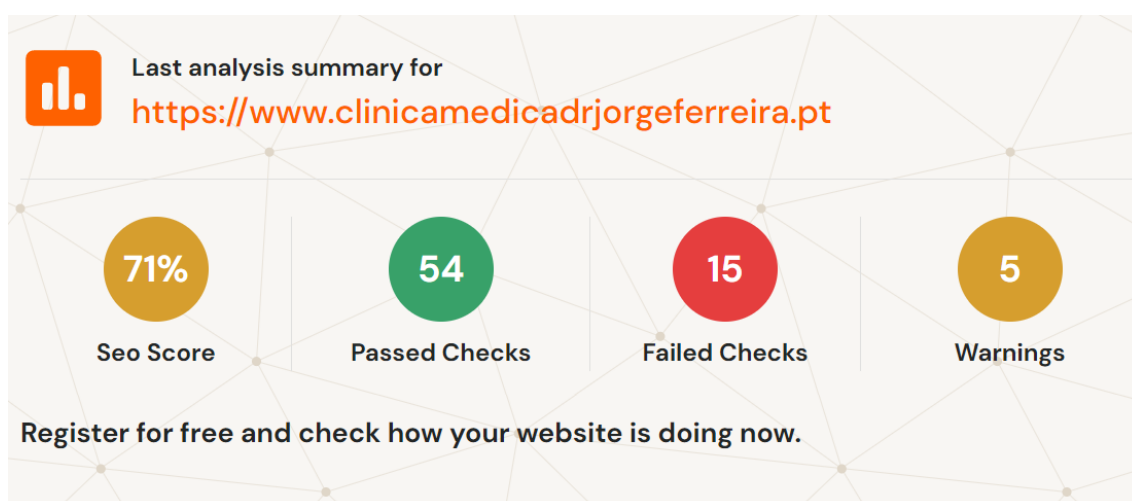 Last analysis summary for
https://www.clinicamedicadrjorgeferreira.pt
71%
54
15
5
Seo Score
Passed Checks
Failed Checks
Warnings
Register for free and check how your website is doing now.